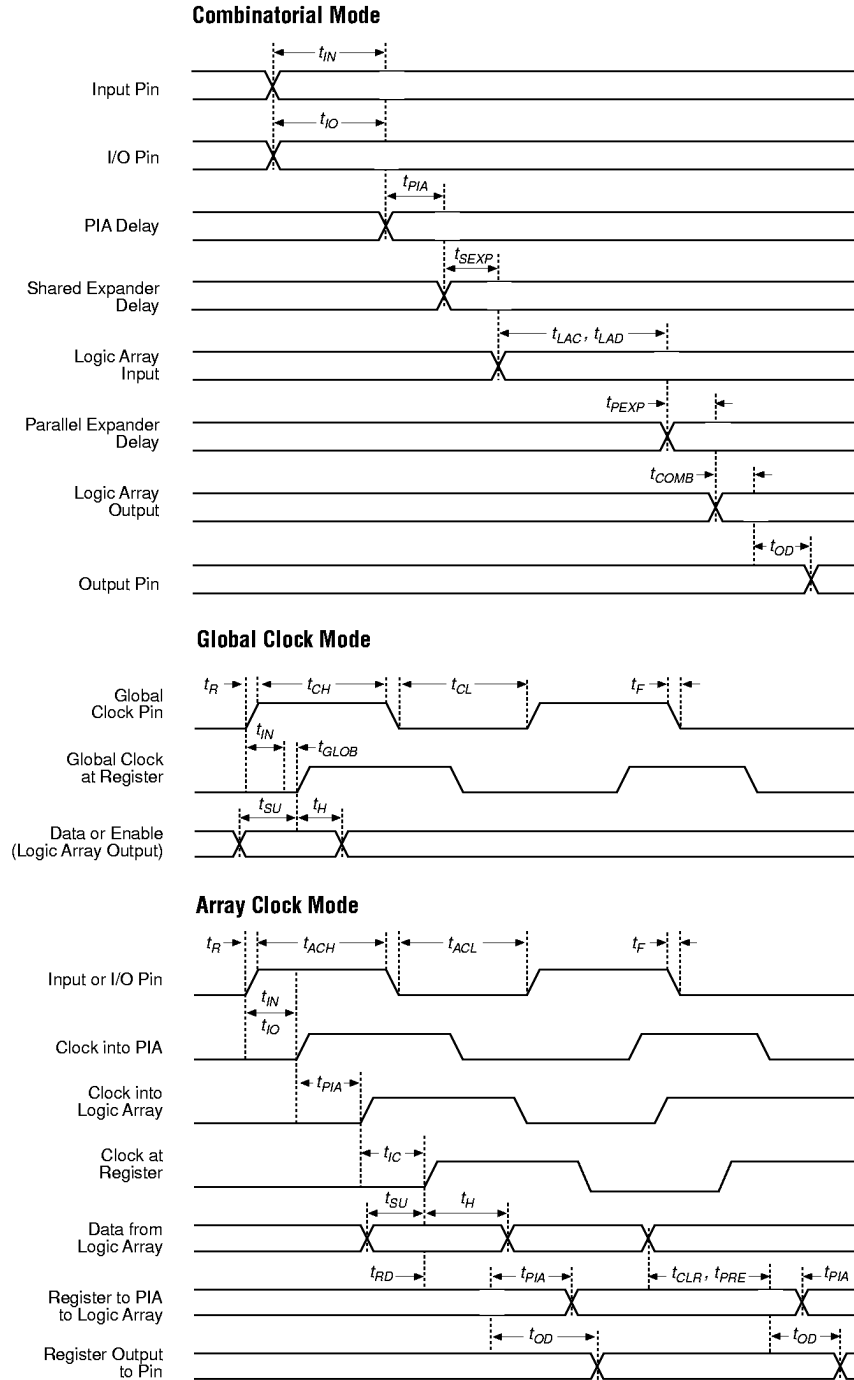 Combinatorial Mode
tIN
Input Pin
tIO
I/O Pin
tPIA
PIA Delay
tSEXP
Shared Expander
Delay
tLAC, tLAD
Logic Array
Input
tPEXP
Parallel Expander
Delay
tCOMB
Logic Array
Output
tOD
Output Pin
Global Clock Mode
tR tCH tCL tF
Global
Clock Pin
tIN
tGLOB
Global Clock
at Register
tSU tH
Data or Enable
(Logic Array Output)
Array Clock Mode
tR tACH tACL tF
Input or I/O Pin
tIN
tIO
Clock into PIA
tPIA
Clock into
Logic Array
tIC
Clock at
Register
tSU tH
Data from
Logic Array
tRD tPIA tCLR, tPRE tPIA
Register to PIA
to Logic Array
tOD tOD
Register Output
to Pin